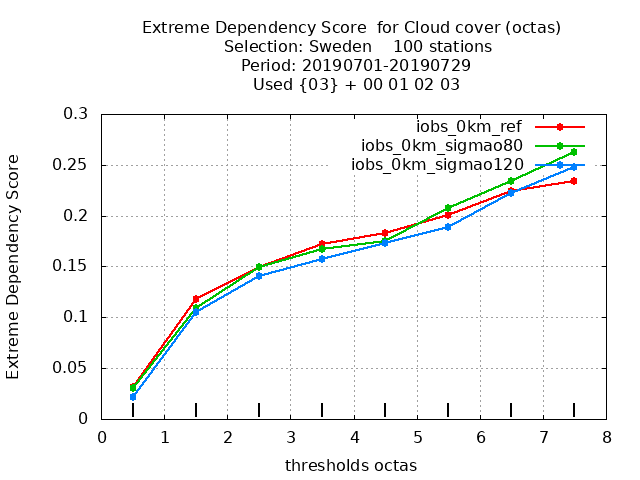 Extreme Dependency Score  for Cloud cover (octas)
Selection: Sweden    100 stations
Period: 20190701-20190729
Used {03} + 00 01 02 03
Extreme Dependency Score
0.3
0.25
0.2
0.15
0.1
0.05
0
iobs_0km_ref
iobs_0km_sigmao80
iobs_0km_sigmao120
0 1 2 3 4 5 6 7 8
thresholds octas